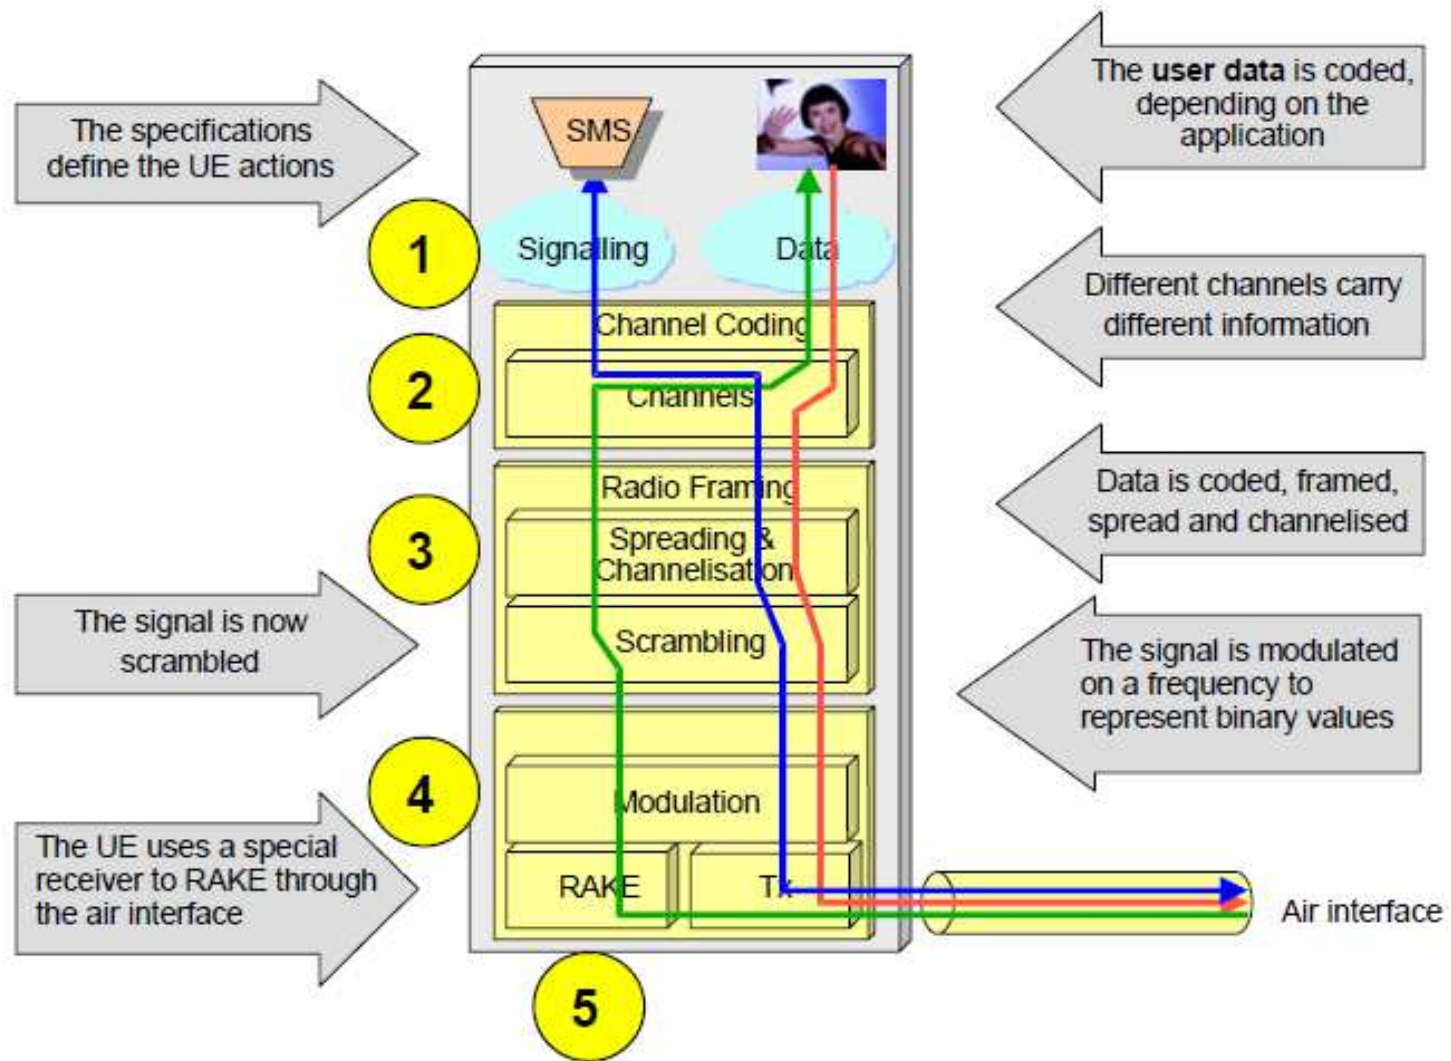 The specifications
define the UE actions
SMS
The user data is coded,
depending on the
application
1
Signalling
Data
Different channels carry
different information
Channel Coding
2
Channels
Radio Framing
Data is coded, framed,
spread and channelised
3
Spreading &
Channelisation
The signal is now
scrambled
Scrambling
The signal is modulated
on a frequency to
represent binary values
4
Modulation
The UE uses a special
receiver to RAKE through
the air interface
RAKE
Tx
Air interface
5